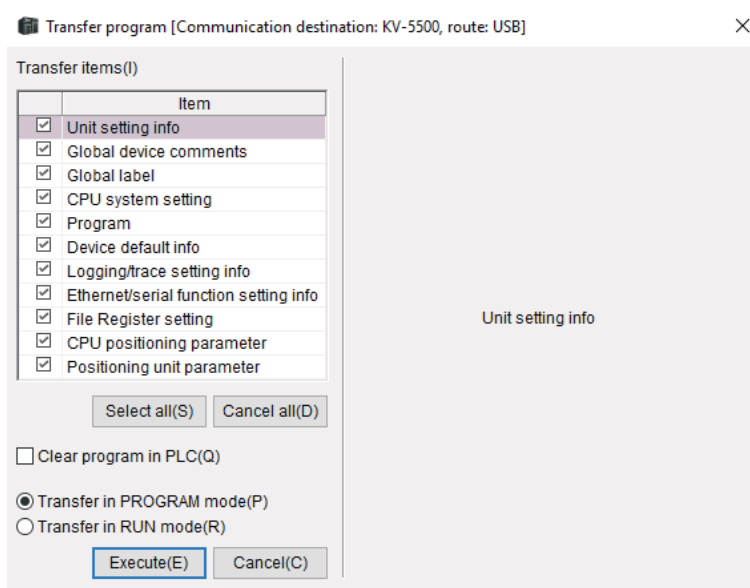 Transfer program [Communication destination: KV-5500, route: USB]
Transfer items(I)
Item
Unit setting info
Global device comments
Global label
CPU system setting
Program
Device default info
Logging/trace setting info
Ethernet/serial function setting info
File Register setting
CPU positioning parameter
Positioning unit parameter
Select all(S) Cancel all(D)
Clear program in PLC(Q)
Transfer in PROGRAM mode(P)
Transfer in RUN mode(R)
Execute(E) Cancel(C)
Unit setting info